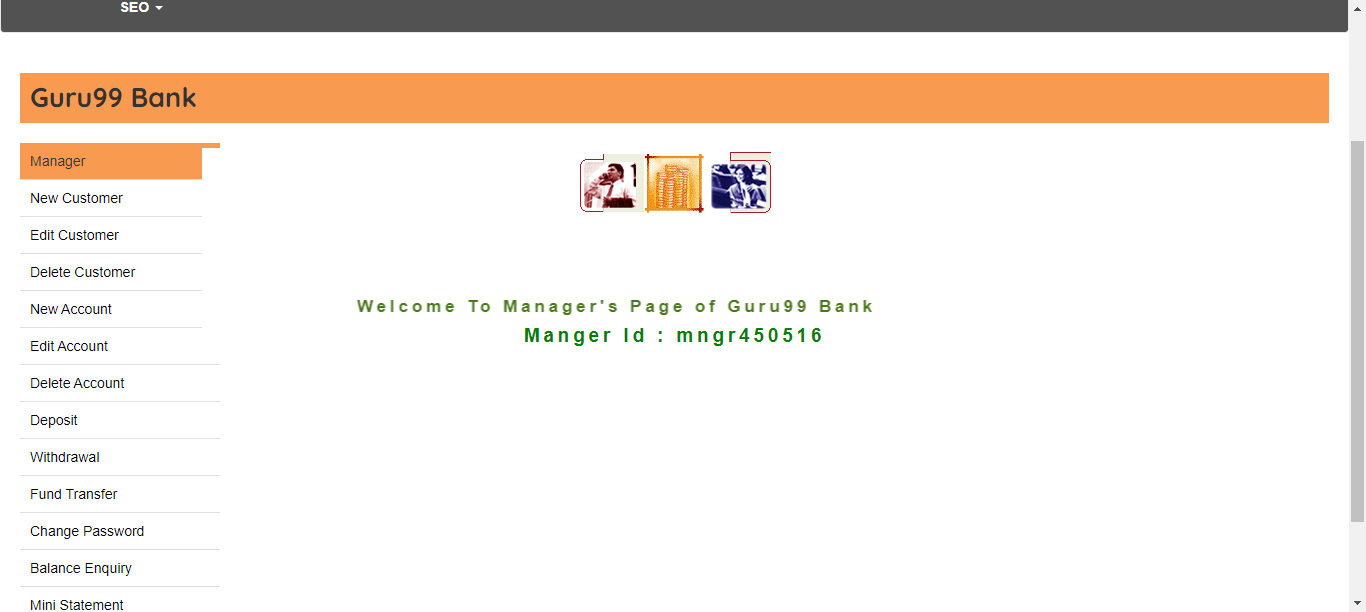 SEO
Guru99 Bank
Manager
New Customer
Edit Customer
Delete Customer
New Account
Edit Account
Delete Account
Deposit
Withdrawal
Fund Transfer
Change Password
Balance Enquiry
Mini Statement
Welcome To Manager's Page of Guru99 Bank
Manger Id : mngr450516